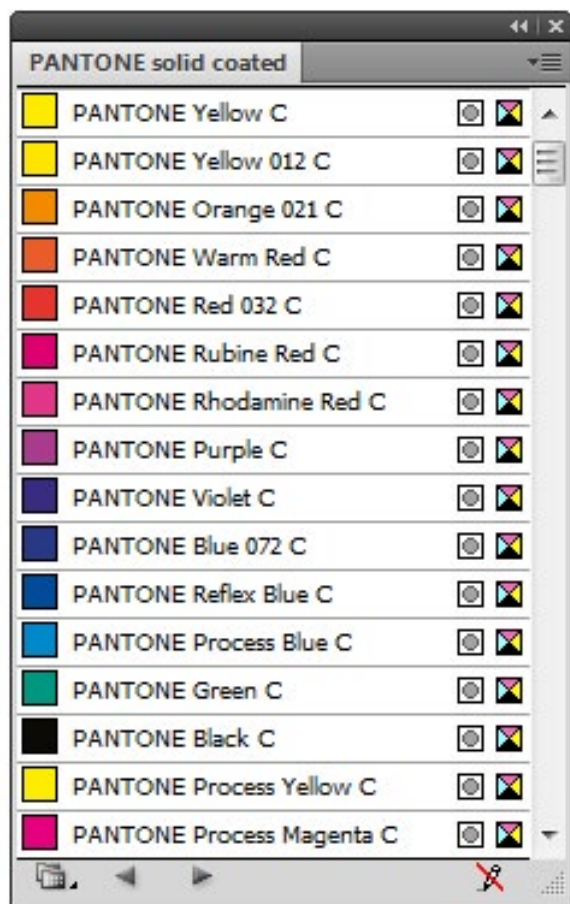 PANTONE solid coated
PANTONE Yellow C
PANTONE Yellow 012 C
PANTONE Orange 021 C
PANTONE Warm Red C
PANTONE Red 032 C
PANTONE Rubine Red C
PANTONE Rhodamine Red C
PANTONE Purple C
PANTONE Violet C
PANTONE Blue 072 C
PANTONE Reflex Blue C
PANTONE Process Blue C
PANTONE Green C
PANTONE Black C
PANTONE Process Yellow C
PANTONE Process Magenta C